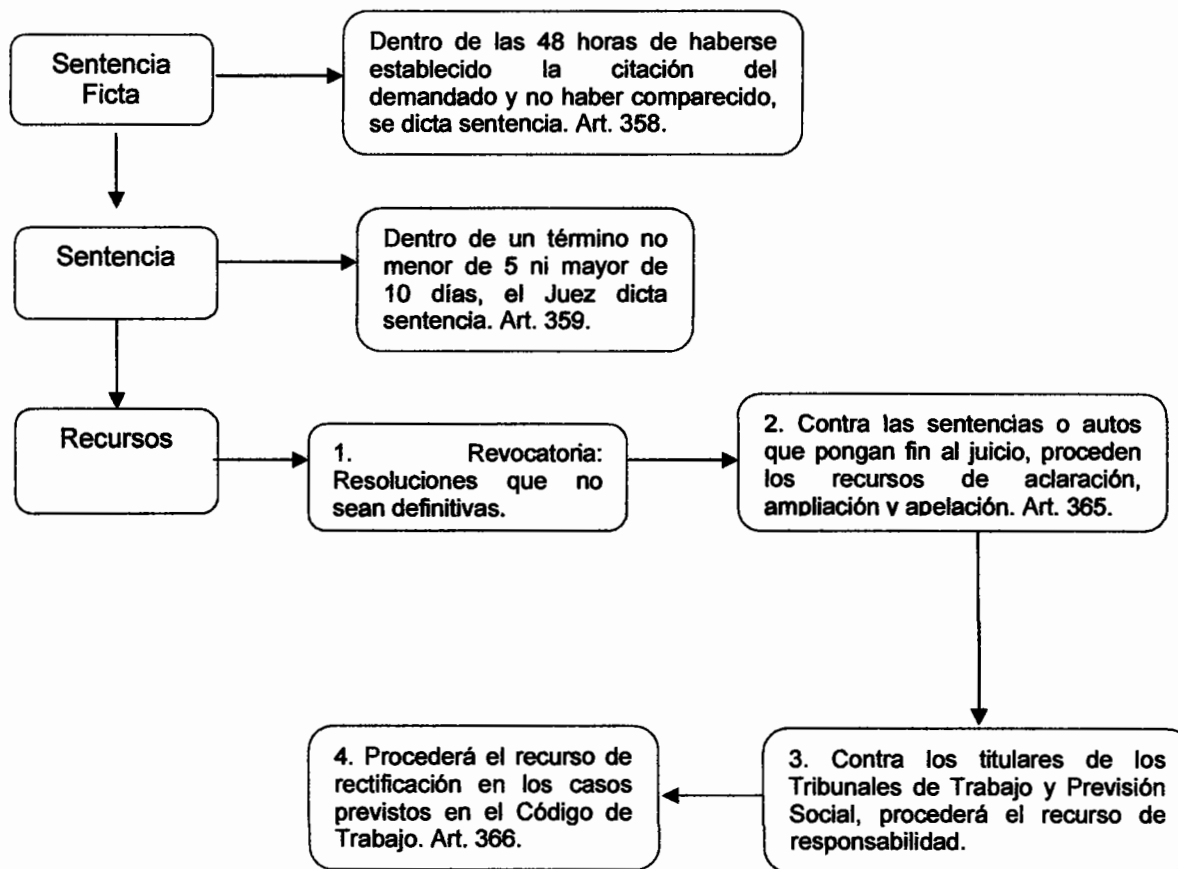 Sentencia
Ficta
Dentro de las 48 horas de haberse
establecido la citación del
demandado y no haber comparecido,
se dicta sentencia. Art. 358.
Sentencia
Dentro de un término no
menor de 5 ni mayor de
10 días, el Juez dicta
sentencia. Art. 359.
Recursos
1. Revocatoria:
Resoluciones que no
sean definitivas.
2. Contra las sentencias o autos
que pongan fin al juicio, proceden
los recursos de aclaración,
ampliación y apelación. Art. 365.
3. Contra los titulares de los
Tribunales de Trabajo y Previsión
Social, procederá el recurso de
responsabilidad.
4. Procederá el recurso de
rectificación en los casos
previstos en el Código de
Trabajo. Art. 366.